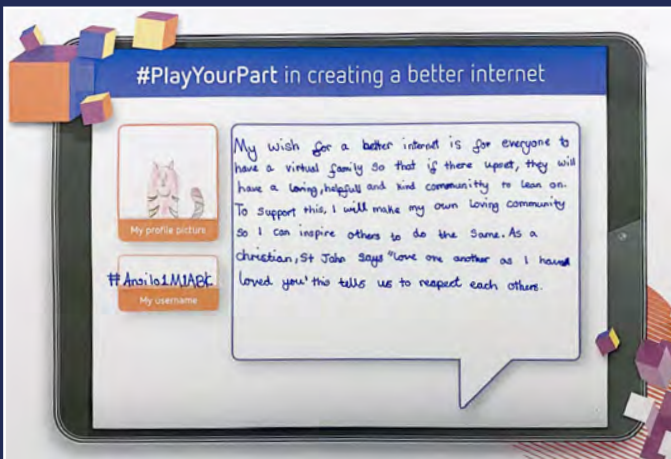 #PlayYourPart in creating a better internet
My wish for a better internet is for everyone to
have a virtual family so that if there upset, they will
have a loving, helpfull and kind communitty to lean on.
To support this, I will make my own loving community
so I can inspire others to do the same. As a
christian, St John says "love one another as I have
loved you" this tells us to respect each others.
My profile picture
My username